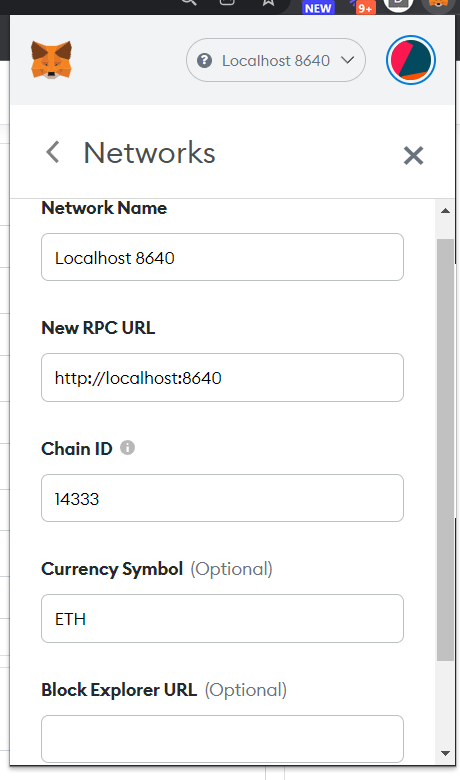 NEW
9+
Localhost 8640
Networks
Network Name
Localhost 8640
New RPC URL
http://localhost:8640
Chain ID
14333
Currency Symbol (Optional)
ETH
Block Explorer URL (Optional)